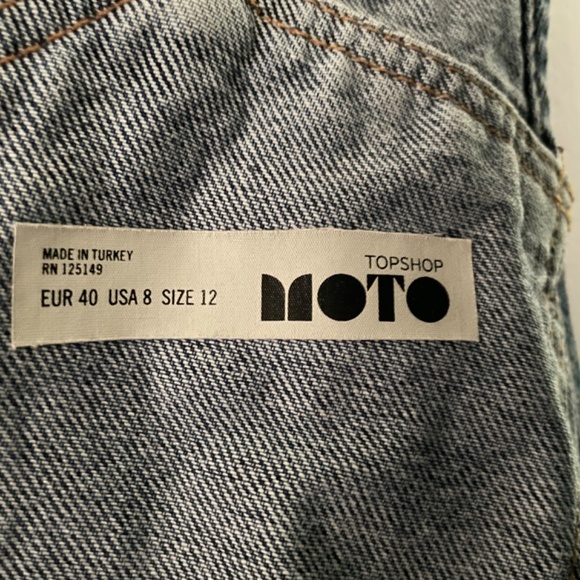 MADE IN TURKEY
RN 125149
EUR 40 USA 8 SIZE 12
TOPSHOP
MOTO